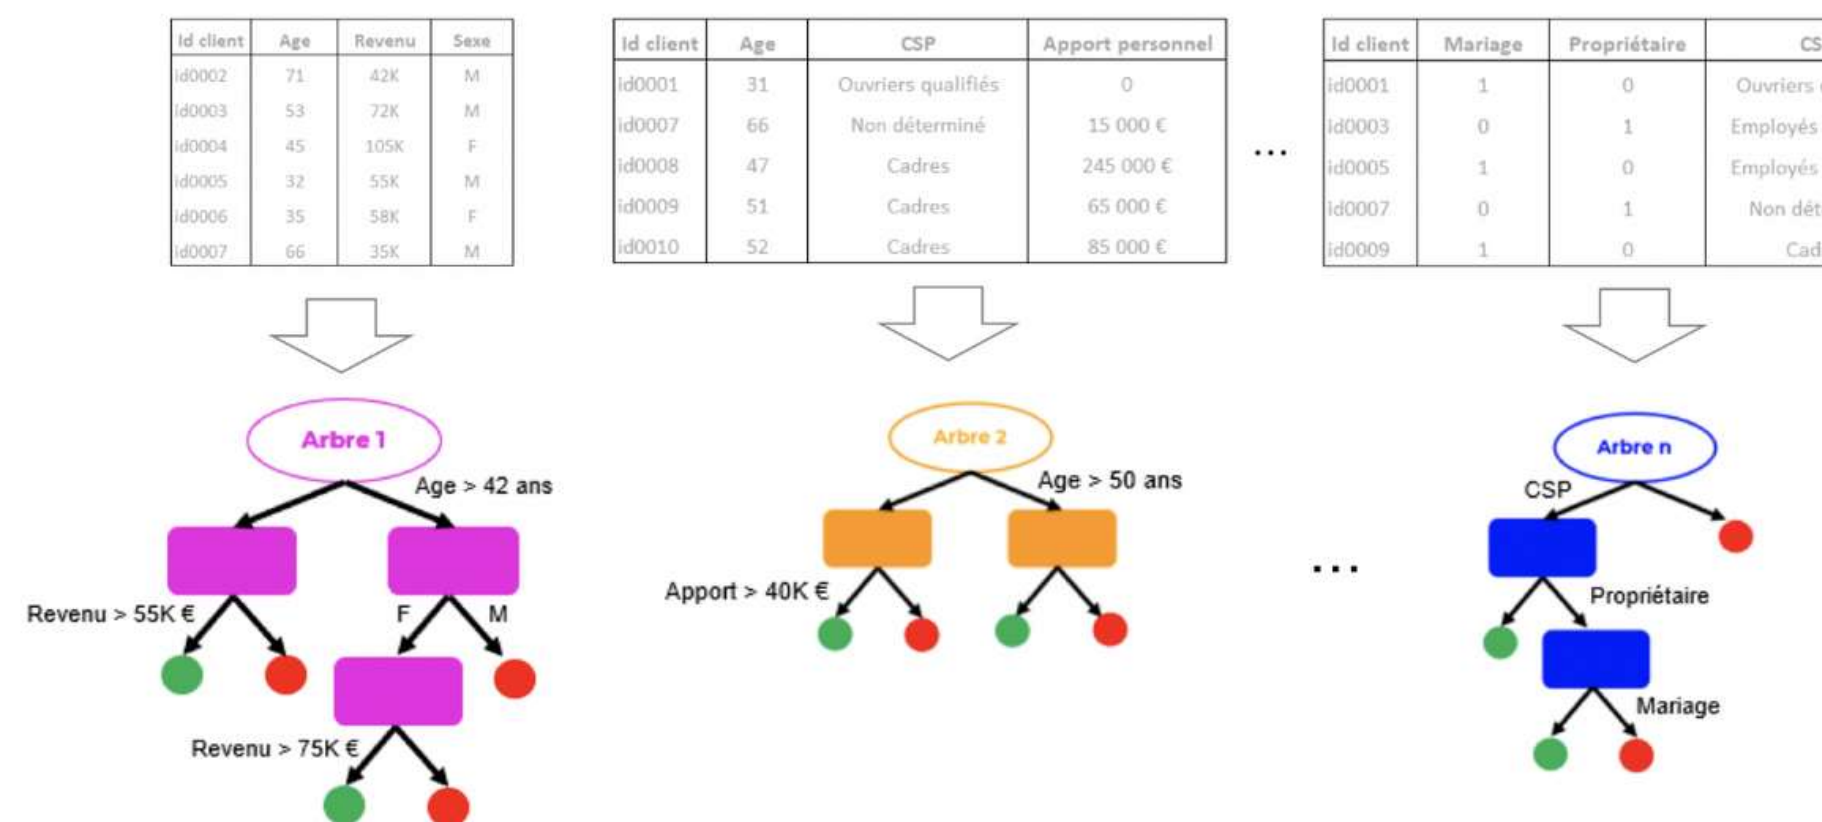 Id client Age Revenu Sexe
id0002 71 42K M
id0003 53 72K M
id0004 45 105K F
id0005 32 55K M
id0006 35 58K F
id0007 66 35K M
Id client Age CSP Apport personnel
id0001 31 Ouvriers qualifiés 0
id0007 66 Non déterminé 15 000 €
id0008 47 Cadres 245 000 €
id0009 51 Cadres 65 000 €
id0010 52 Cadres 85 000 €
...
Id client Mariage Propriétaire CS
id0001 1 0 Ouvriers
id0003 0 1 Employés
id0005 1 0 Employés
id0007 0 1 Non dét
id0009 1 0 Cad
Arbre 1
Age > 42 ans
Revenu > 55K €
F M
Revenu > 75K €
Arbre 2
Age > 50 ans
Apport > 40K €
...
Arbre n
CSP
Propriétaire
Mariage